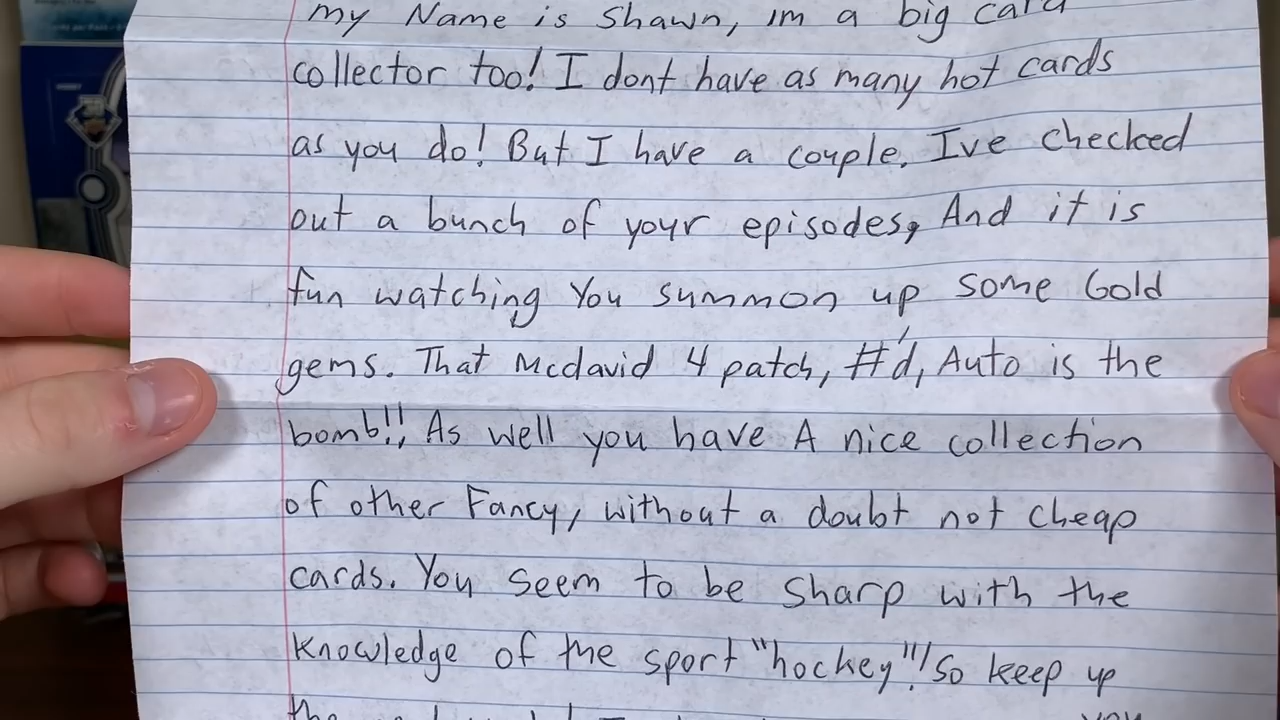 my Name is Shawn, im a big card
collector too! I dont have as many hot cards
as you do! But I have a couple. Ive checked
out a bunch of your episodes, And it is
fun watching You summon up some Gold
gems. That Mcdavid 4 patch, #'d, Auto is the
bomb!!, As well you have A nice collection
of other Fancy, without a doubt not cheap
cards. You seem to be sharp with the
knowledge of the sport "hockey"! So keep up
the
you